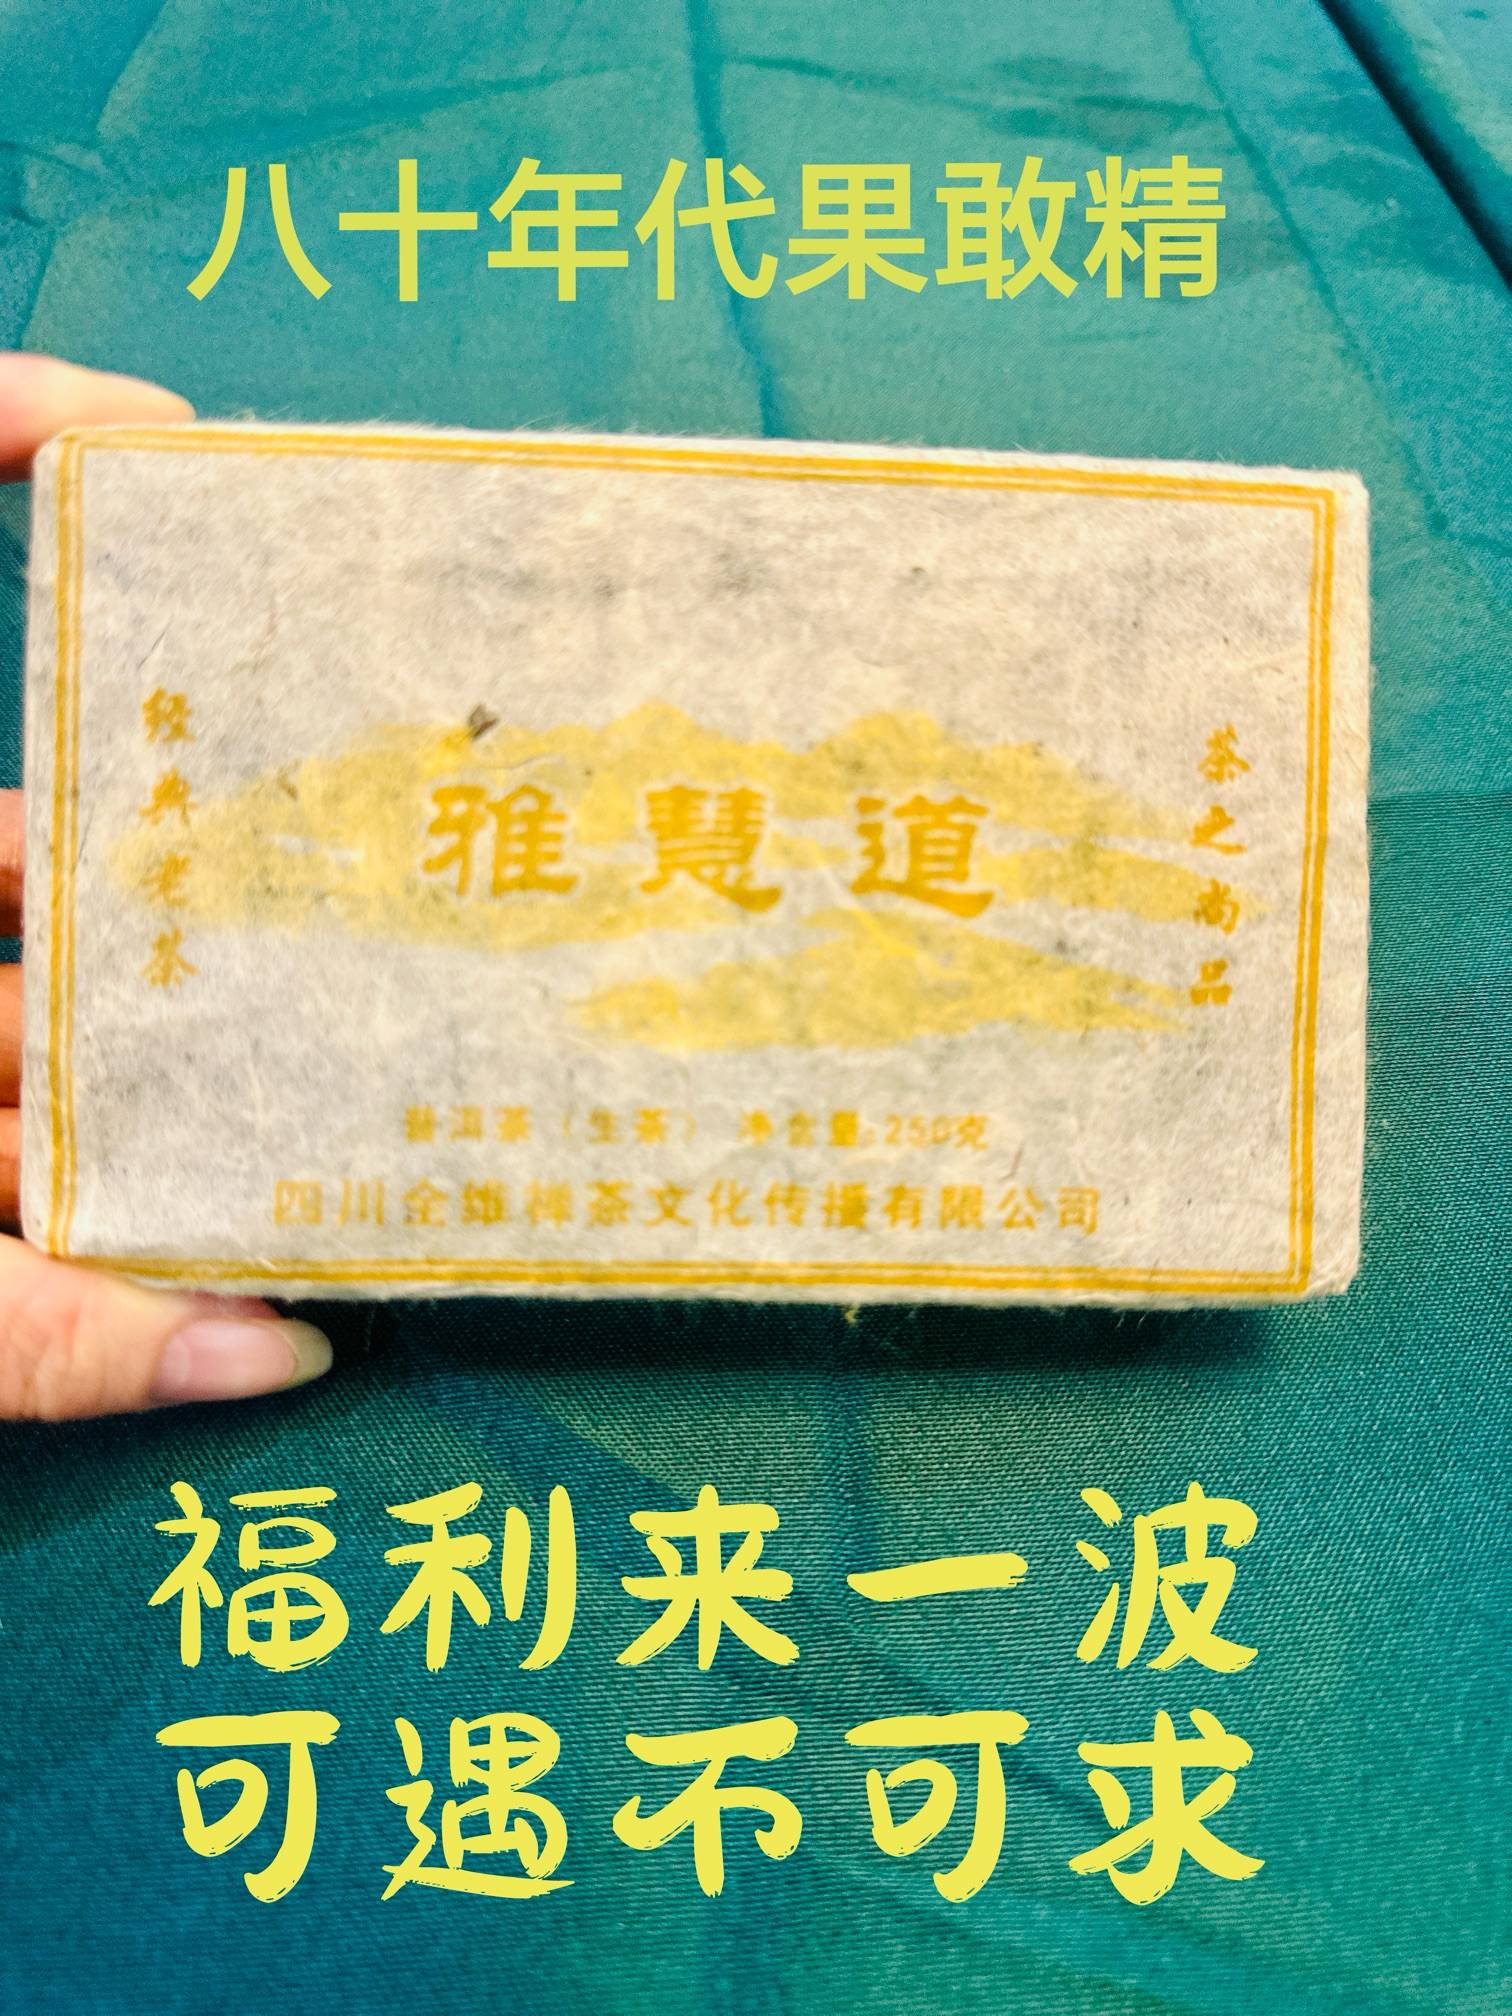 八十年代果敢精
经典老茶
雅慧道
茶之尚品
普洱茶（生茶） 净含量:250克
四川全雄禅茶文化传播有限公司
福利来一波
可遇不可求